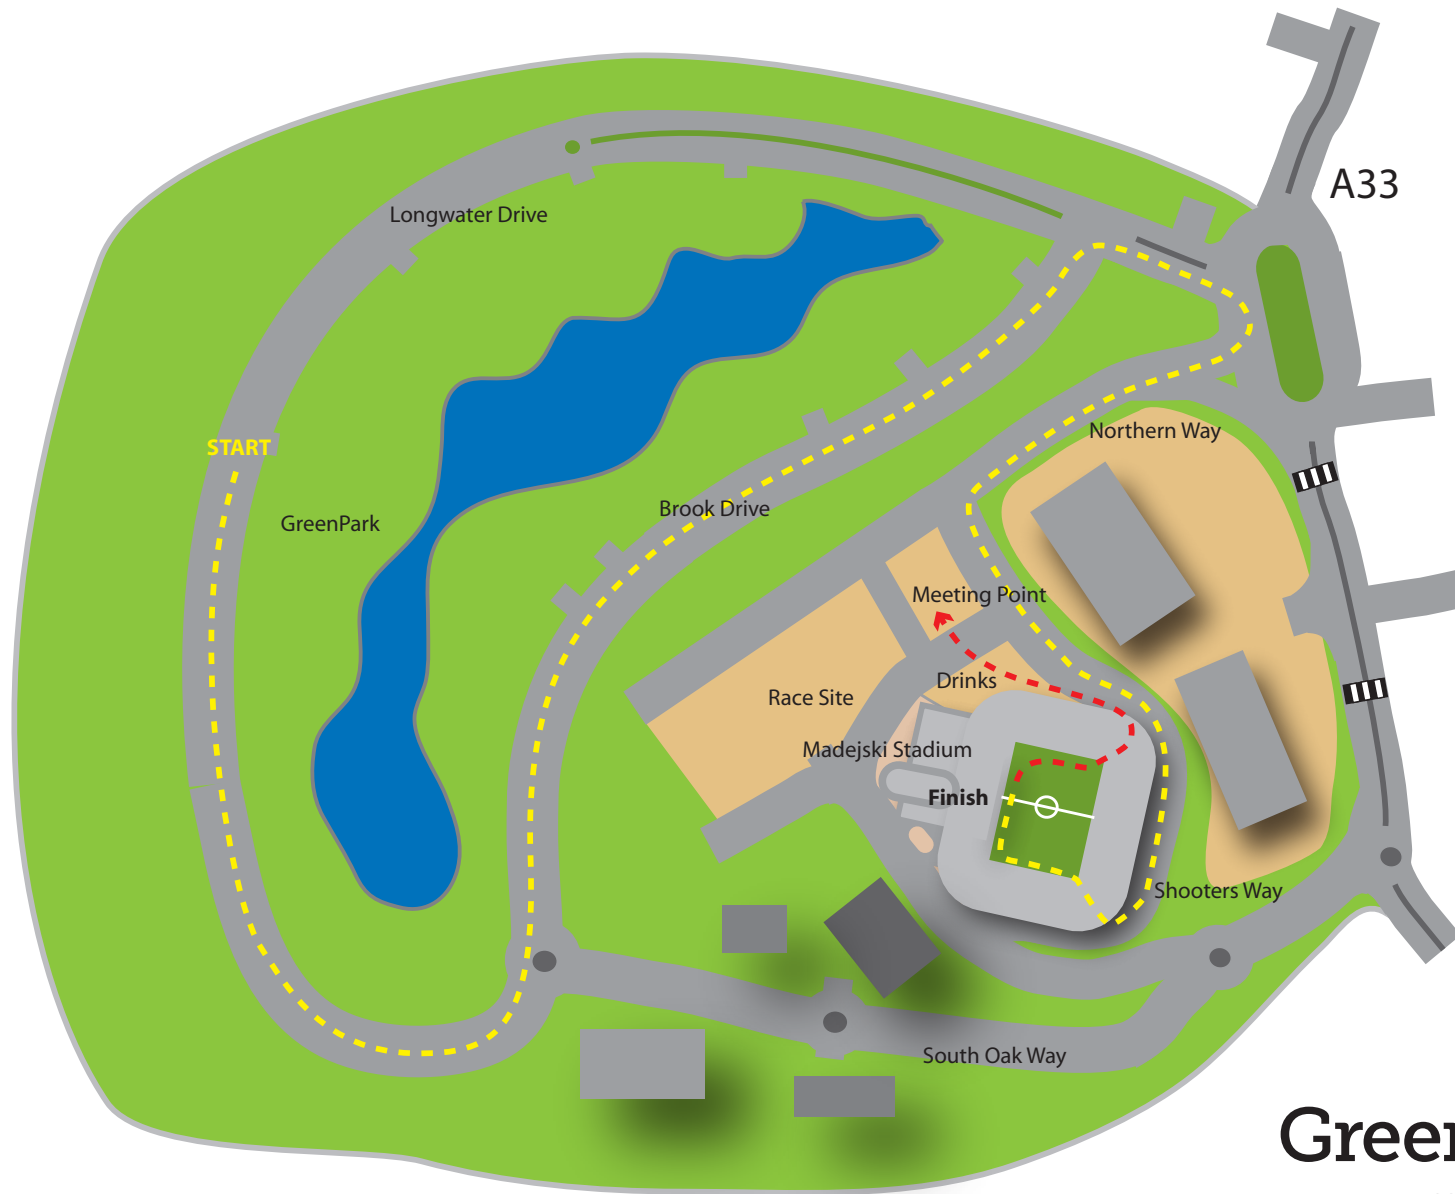 A33
Longwater Drive
Northern Way
START
Brook Drive
GreenPark
Meeting Point
Drinks
Race Site
Madejski Stadium
Finish
Shooters Way
South Oak Way
Green